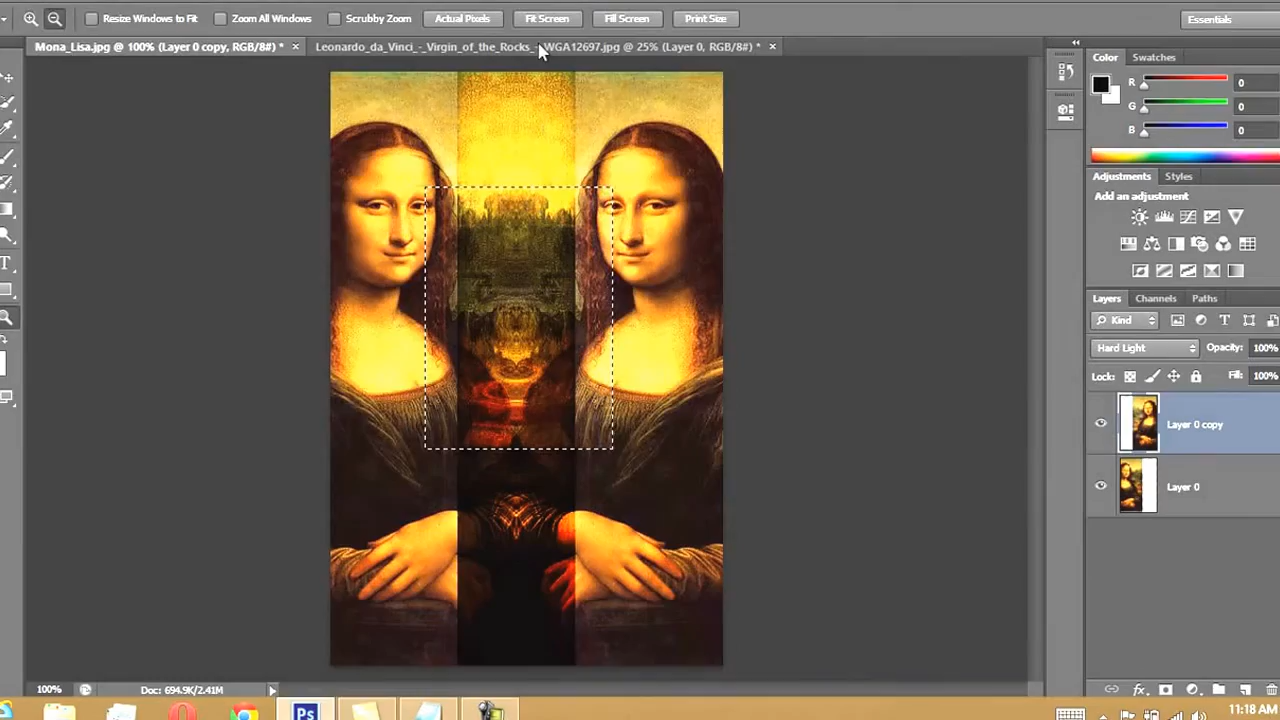 Resize Windows to Fit Zoom All Windows Scrubby Zoom Actual Pixels Fit Screen Fill Screen Print Size Essentials
Mona_Lisa.jpg @ 100% (Layer 0 copy, RGB/8#) * × Leonardo_da_Vinci_-_Virgin_of_the_Rocks_-_WGA12697.jpg @ 25% (Layer 0, RGB/8#) * ×
Color Swatches
R 0
G 0
B 0
Adjustments Styles
Add an adjustment
Layers Channels Paths
Kind
Hard Light Opacity: 100%
Lock: Fill: 100%
Layer 0 copy
Layer 0
100% Doc: 694.9K/2.41M
fx
Ps
11:18 AM